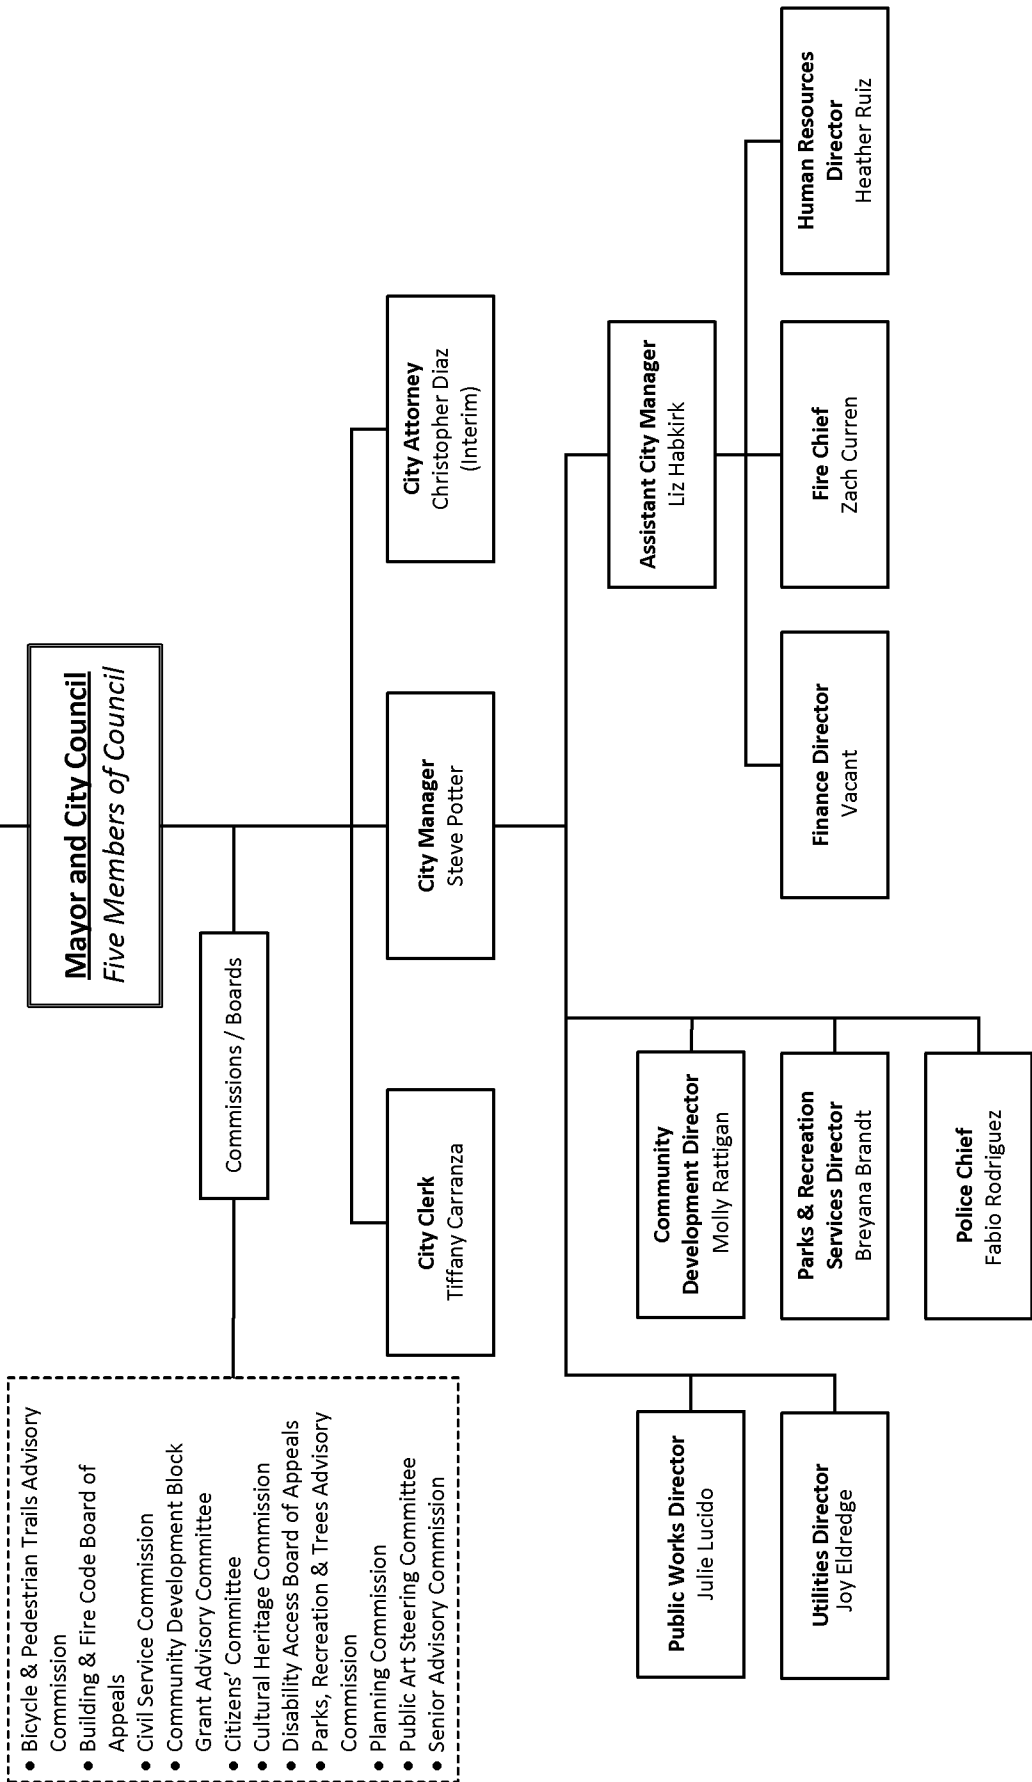 Mayor and City Council
Five Members of Council
Commissions / Boards
• Bicycle & Pedestrian Trails Advisory
Commission
• Building & Fire Code Board of
Appeals
• Civil Service Commission
• Community Development Block
Grant Advisory Committee
• Citizens’ Committee
• Cultural Heritage Commission
• Disability Access Board of Appeals
• Parks, Recreation & Trees Advisory
Commission
• Planning Commission
• Public Art Steering Committee
• Senior Advisory Commission
City Clerk
Tiffany Carranza
City Manager
Steve Potter
City Attorney
Christopher Diaz
(Interim)
Public Works Director
Julie Lucido
Utilities Director
Joy Eldredge
Community
Development Director
Molly Rattigan
Parks & Recreation
Services Director
Breyana Brandt
Police Chief
Fabio Rodriguez
Assistant City Manager
Liz Habkirk
Finance Director
Vacant
Fire Chief
Zach Curren
Human Resources
Director
Heather Ruiz